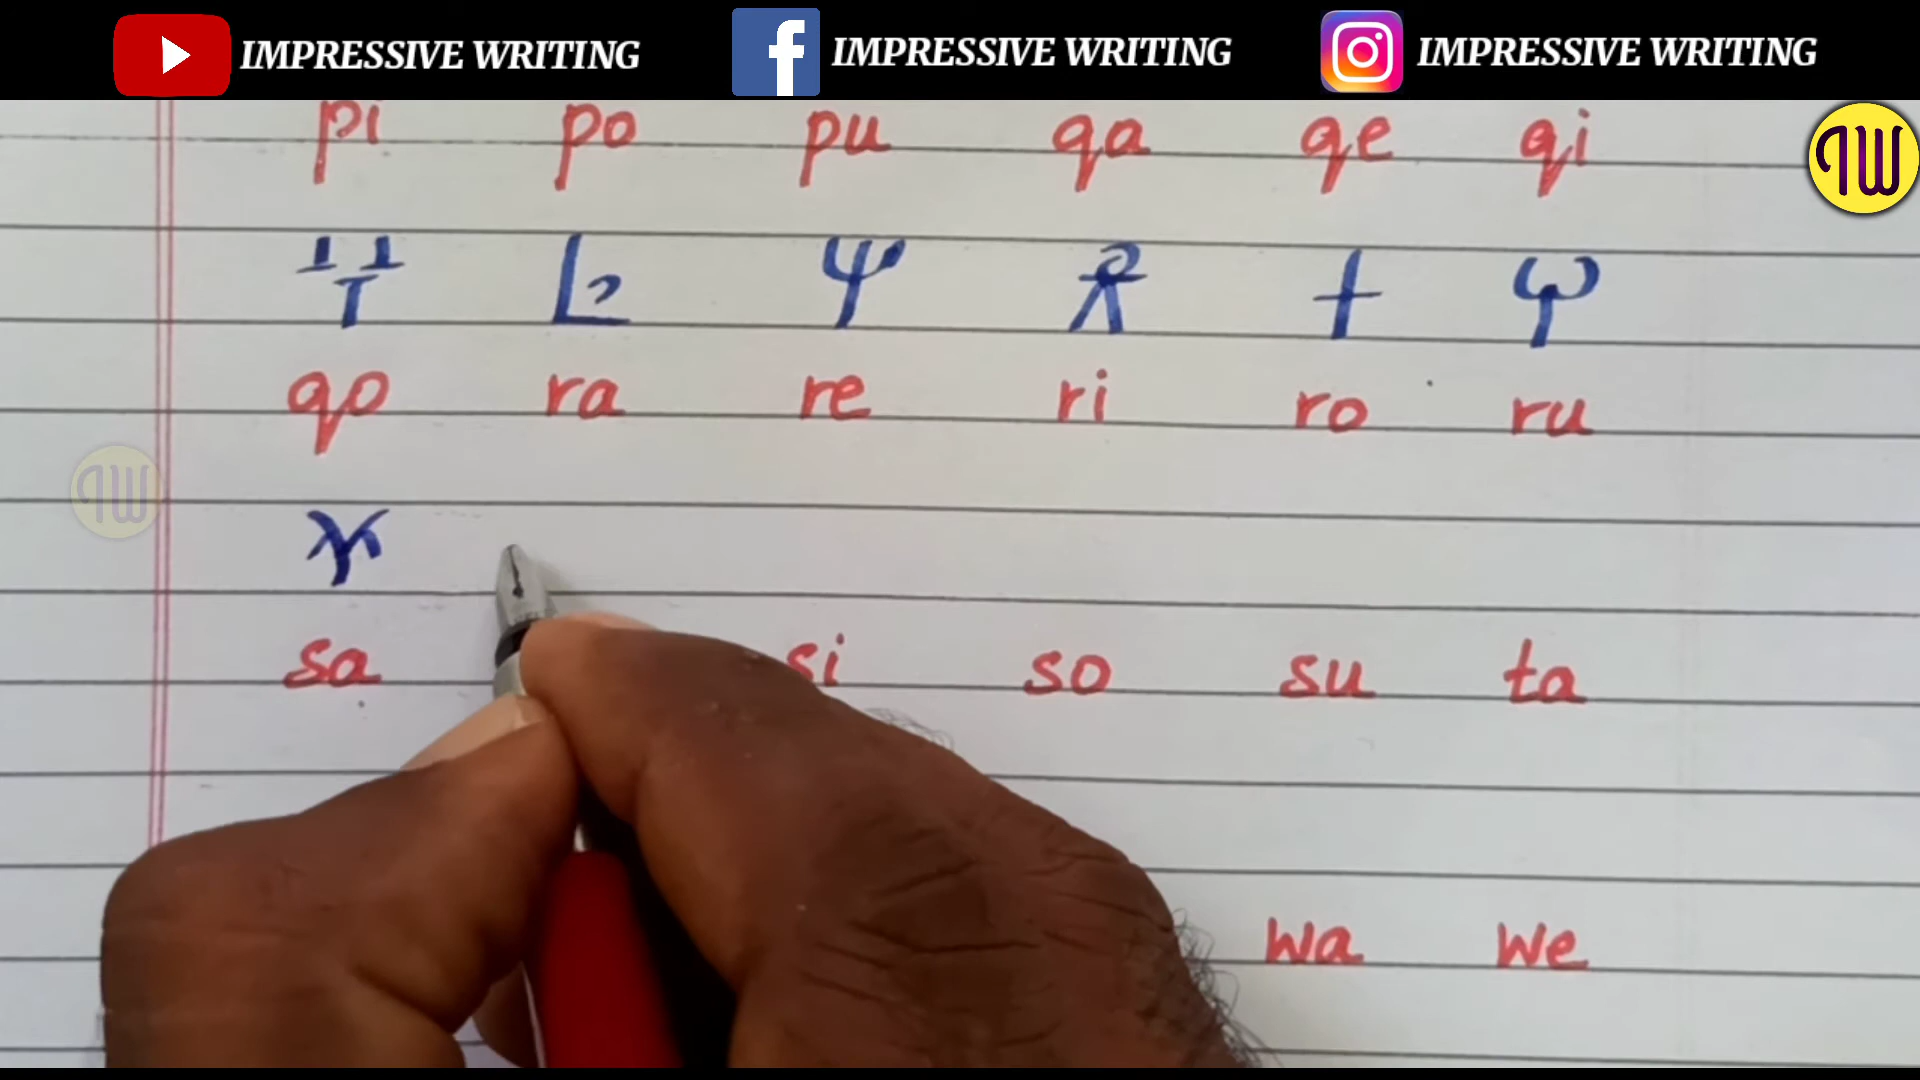 IMPRESSIVE WRITING IMPRESSIVE WRITING IMPRESSIVE WRITING
pi po pu qa qe qi
IW
𐀦 𐀨 𐀩 𐀪 𐀫 𐀬
qo ra re ri ro ru
IW
𐀭
sa si so su ta
wa we